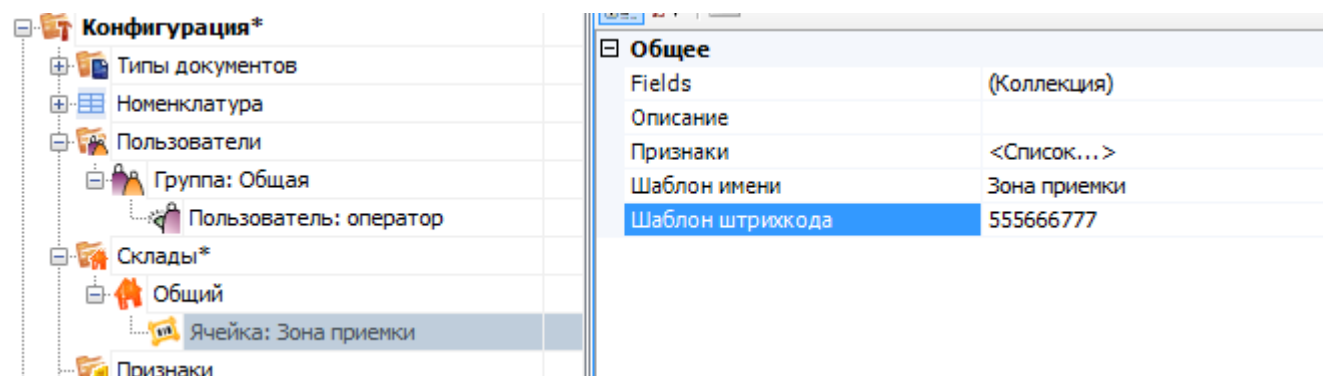 Конфигурация*
Типы документов
Номенклатура
Пользователи
Группа: Общая
Пользователь: оператор
Склады*
Общий
Ячейка: Зона приемки
Признаки
Общее
Fields (Коллекция)
Описание
Признаки <Список...>
Шаблон имени Зона приемки
Шаблон штрихкода 555666777